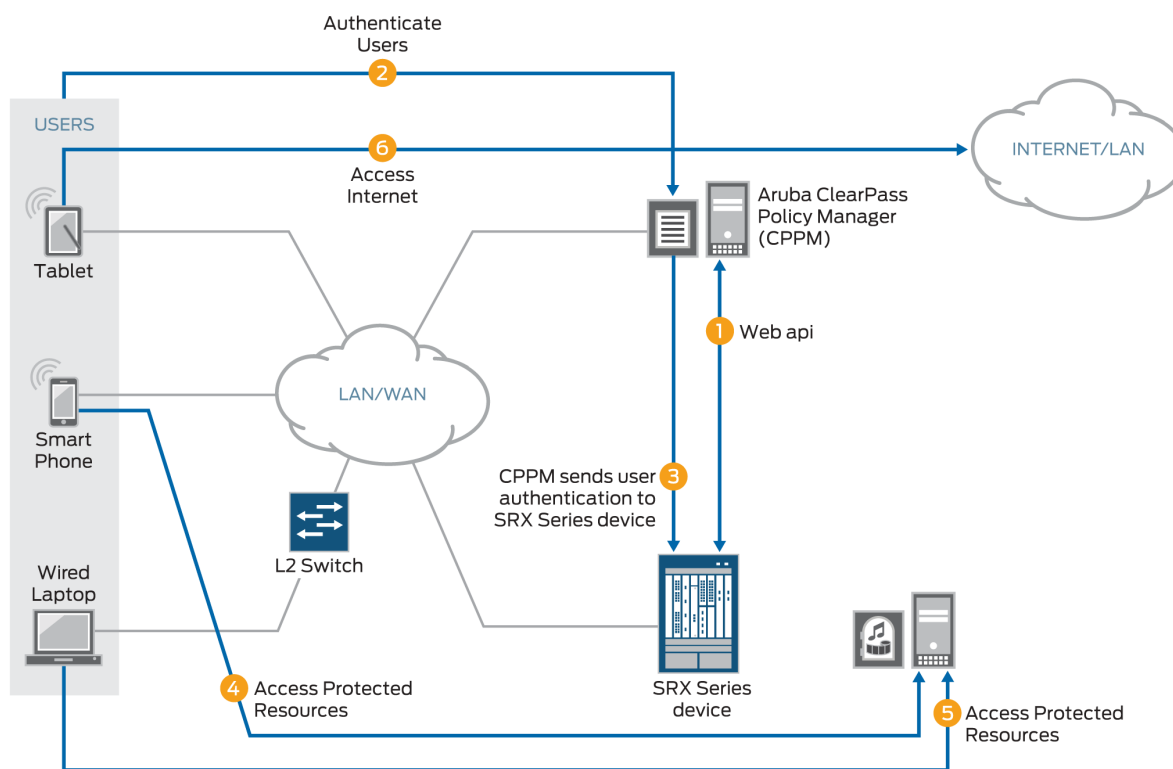 Authenticate
Users
2
USERS
6
Access
Internet
INTERNET/LAN
Aruba ClearPass
Policy Manager
(CPPM)
Tablet
1
Web api
LAN/WAN
Smart
Phone
3
CPPM sends user
authentication to
SRX Series device
L2 Switch
Wired
Laptop
4
Access Protected
Resources
SRX Series
device
5
Access Protected
Resources